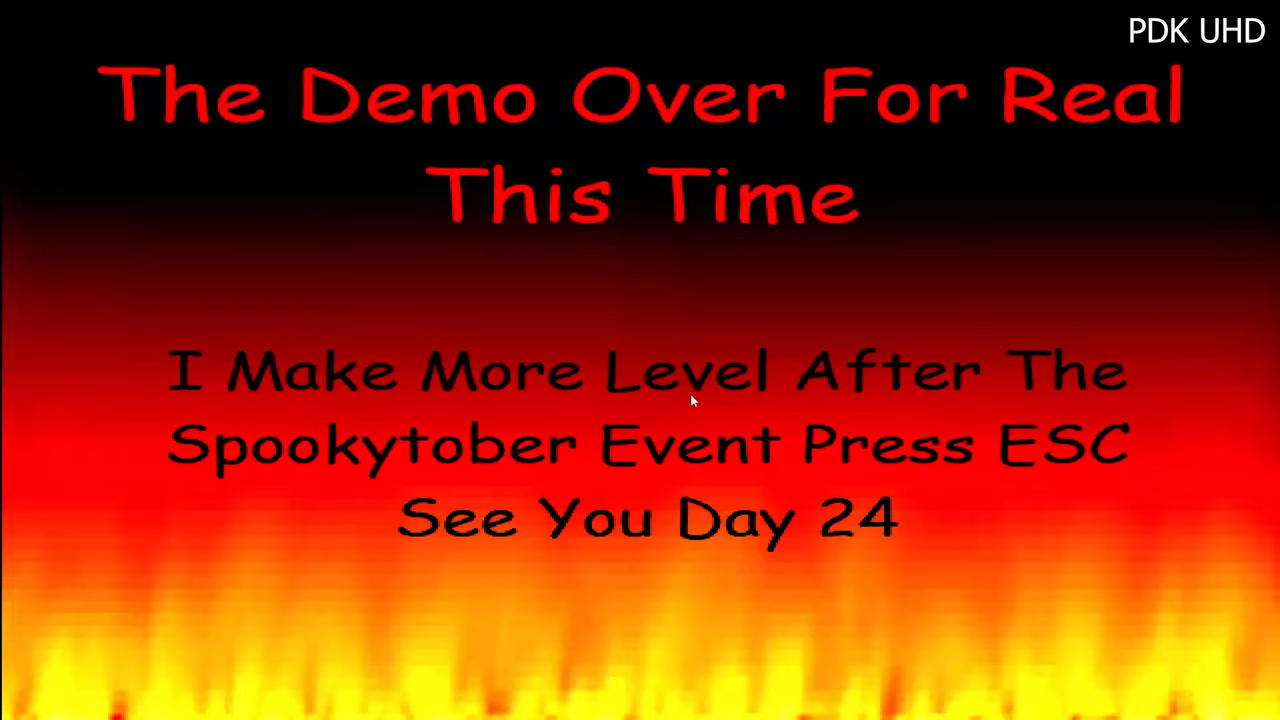 PDK UHD
The Demo Over For Real
This Time
I Make More Level After The
Spookytober Event Press ESC
See You Day 24